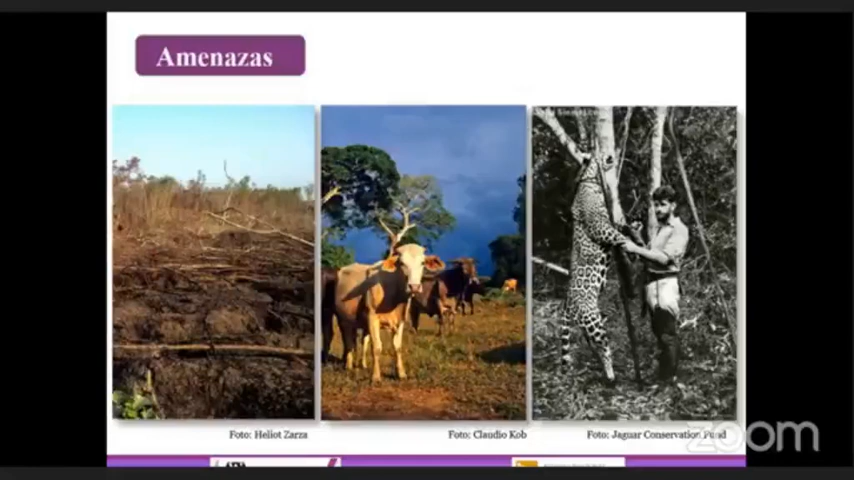 Amenazas
Foto: Heliot Zarza
Foto: Claudio Kob
Foto: Jaguar Conservation Fund
zoom